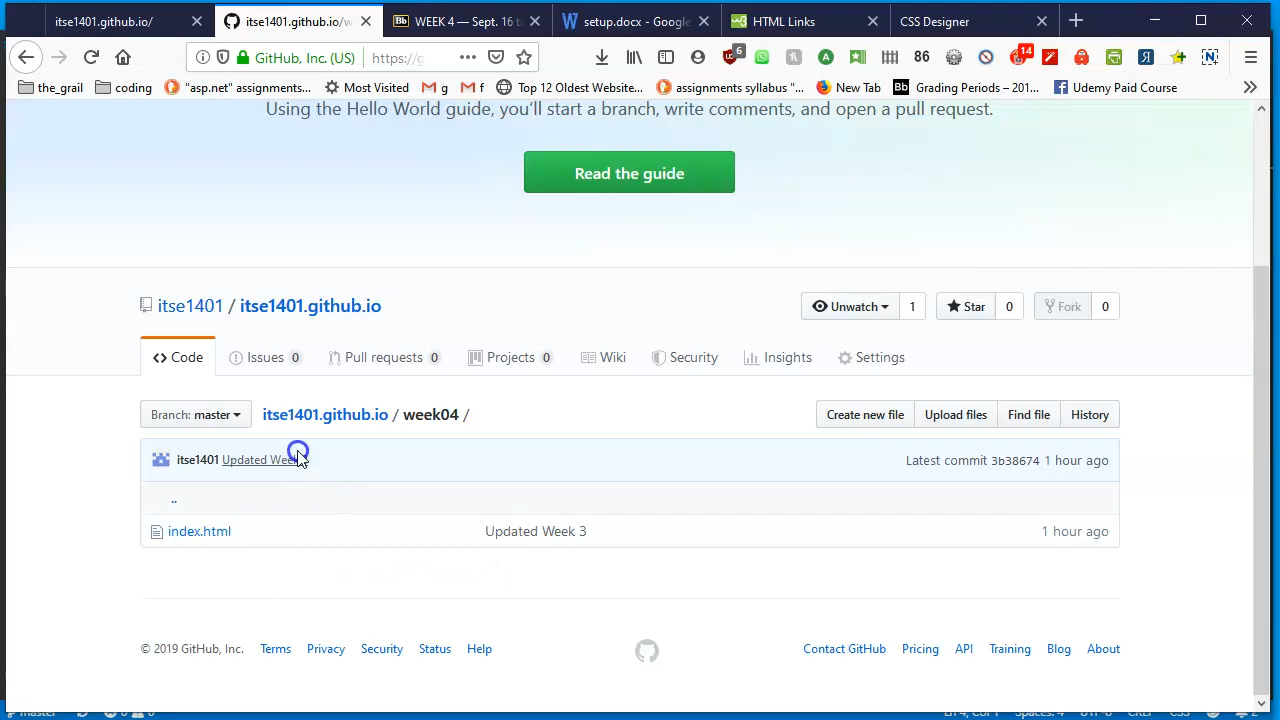 itse1401.github.io/
itse1401.github.io/w
Bb WEEK 4 — Sept. 16 t
setup.docx - Google
HTML Links
CSS Designer
GitHub, Inc. (US)
https://g
6
86
14
the_grail
coding
"asp.net" assignments...
Most Visited
g
f
Top 12 Oldest Website...
assignments syllabus "...
New Tab
Bb Grading Periods – 201...
Udemy Paid Course
Using the Hello World guide, you'll start a branch, write comments, and open a pull request.
Read the guide
itse1401 / itse1401.github.io
Unwatch 1
Star 0
Fork 0
Code
Issues 0
Pull requests 0
Projects 0
Wiki
Security
Insights
Settings
Branch: master
itse1401.github.io / week04 /
Create new file
Upload files
Find file
History
itse1401 Updated Wee
Latest commit 3b38674 1 hour ago
..
index.html
Updated Week 3
1 hour ago
© 2019 GitHub, Inc.
Terms
Privacy
Security
Status
Help
Contact GitHub
Pricing
API
Training
Blog
About